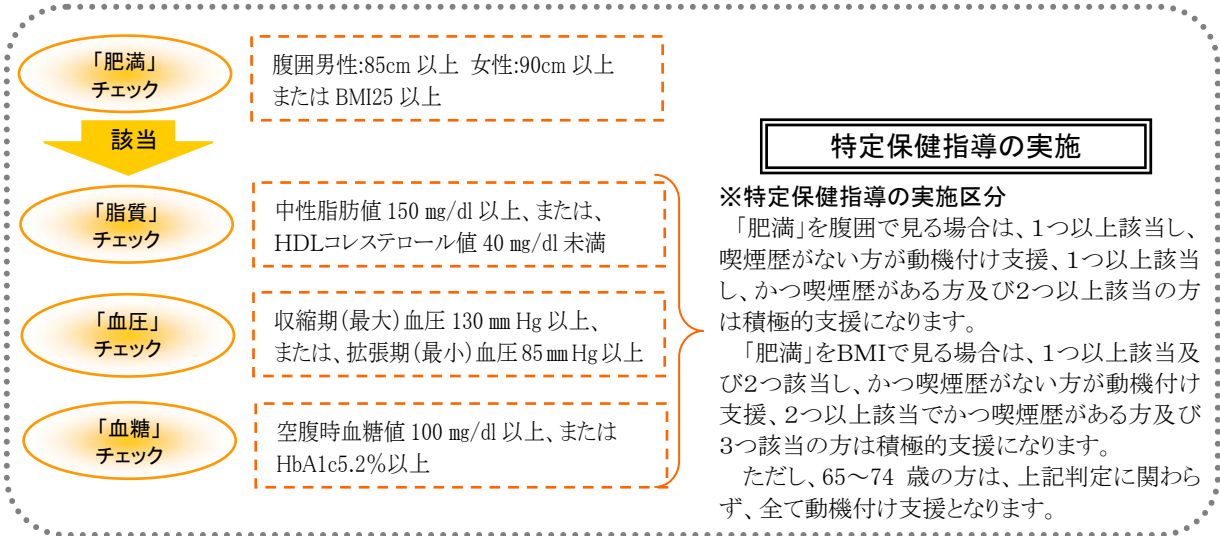 「肥満」
チェック
腹囲男性:85cm 以上 女性:90cm 以上
または BMI25 以上
該当
「脂質」
チェック
中性脂肪値 150 ㎎/dl 以上、または、
HDLコレステロール値 40 ㎎/dl 未満
「血圧」
チェック
収縮期(最大)血圧 130 ㎜ Hg 以上、
または、拡張期(最小)血圧 85 ㎜ Hg 以上
「血糖」
チェック
空腹時血糖値 100 ㎎/dl 以上、または
HbA1c5.2%以上
特定保健指導の実施
※特定保健指導の実施区分
「肥満」を腹囲で見る場合は、1つ以上該当し、
喫煙歴がない方が動機付け支援、1つ以上該当
し、かつ喫煙歴がある方及び2つ以上該当の方
は積極的支援になります。
「肥満」をBMIで見る場合は、1つ以上該当及
び2つ該当し、かつ喫煙歴がない方が動機付け
支援、2つ以上該当でかつ喫煙歴がある方及び
3つ該当の方は積極的支援になります。
ただし、65～74 歳の方は、上記判定に関わら
ず、全て動機付け支援となります。